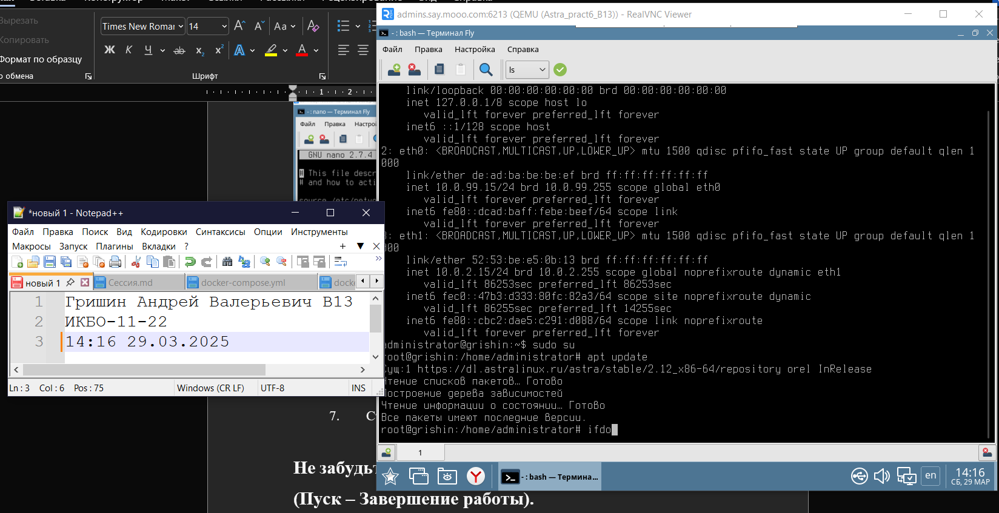 Вставка Конструктор Макет Ссылки Рассылки Рецензирование Вид Справка
Вырезать
Копировать
Формат по образцу
о обмена
Times New Roman 14
Aa
Ж К Ч ab x₂ x² A A
Шрифт
1 2
- : nano — Терминал Fly
Файл Правка Настро
GNU nano 2.7.4
# This file descr
# and how to acti
source /etc/netwo
7.
Не забудьт
(Пуск – Завершение работы).
*новый 1 - Notepad++
Файл Правка Поиск Вид Кодировки Синтаксисы Опции Инструменты
Макросы Запуск Плагины Вкладки ?
новый 1 Сессия.md docker-compose.yml docke
1 Гришин Андрей Валерьевич В13
2 ИКБО-11-22
3 14:16 29.03.2025
Ln : 3 Col : 6 Pos : 75 Windows (CR LF) UTF-8 INS
admins.say.mooo.com:6213 (QEMU (Astra_pract6_B13)) - RealVNC Viewer
- : bash — Терминал Fly
Файл Правка Настройка Справка
ls
link/loopback 00:00:00:00:00:00 brd 00:00:00:00:00:00
inet 127.0.0.1/8 scope host lo
valid_lft forever preferred_lft forever
inet6 ::1/128 scope host
valid_lft forever preferred_lft forever
2: eth0: <BROADCAST,MULTICAST,UP,LOWER_UP> mtu 1500 qdisc pfifo_fast state UP group default qlen 1
000
link/ether de:ad:ba:be:be:ef brd ff:ff:ff:ff:ff:ff
inet 10.0.99.15/24 brd 10.0.99.255 scope global eth0
valid_lft forever preferred_lft forever
inet6 fe80::dcad:baff:febe:beef/64 scope link
valid_lft forever preferred_lft forever
3: eth1: <BROADCAST,MULTICAST,UP,LOWER_UP> mtu 1500 qdisc pfifo_fast state UP group default qlen 1
000
link/ether 52:53:be:e5:0b:13 brd ff:ff:ff:ff:ff:ff
inet 10.0.2.15/24 brd 10.0.2.255 scope global noprefixroute dynamic eth1
valid_lft 86253sec preferred_lft 86253sec
inet6 fec0::47b3:d333:80fc:82a3/64 scope site noprefixroute dynamic
valid_lft 86255sec preferred_lft 14255sec
inet6 fe80::cbc2:dae5:c291:d088/64 scope link noprefixroute
valid_lft forever preferred_lft forever
administrator@grishin:~$ sudo su
root@grishin:/home/administrator# apt update
Сущ:1 https://dl.astralinux.ru/astra/stable/2.12_x86-64/repository orel InRelease
Чтение списков пакетов… Готово
Построение дерева зависимостей
Чтение информации о состоянии… Готово
Все пакеты имеют последние версии.
root@grishin:/home/administrator# ifdo
1
- : bash — Термина...
en
14:16
СБ, 29 МАР